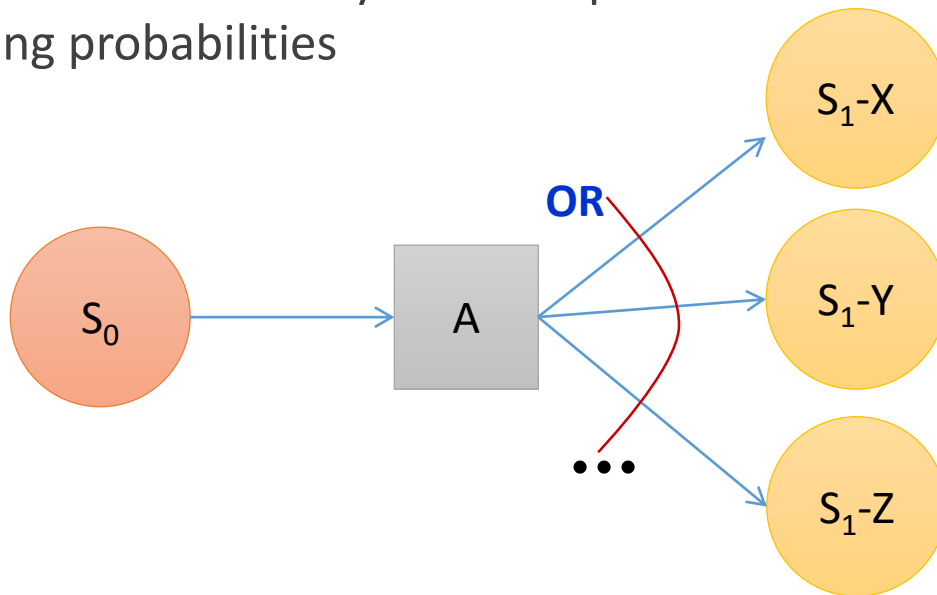 ng probabilities
S₁-X
OR
S₀
A
S₁-Y
•••
S₁-Z